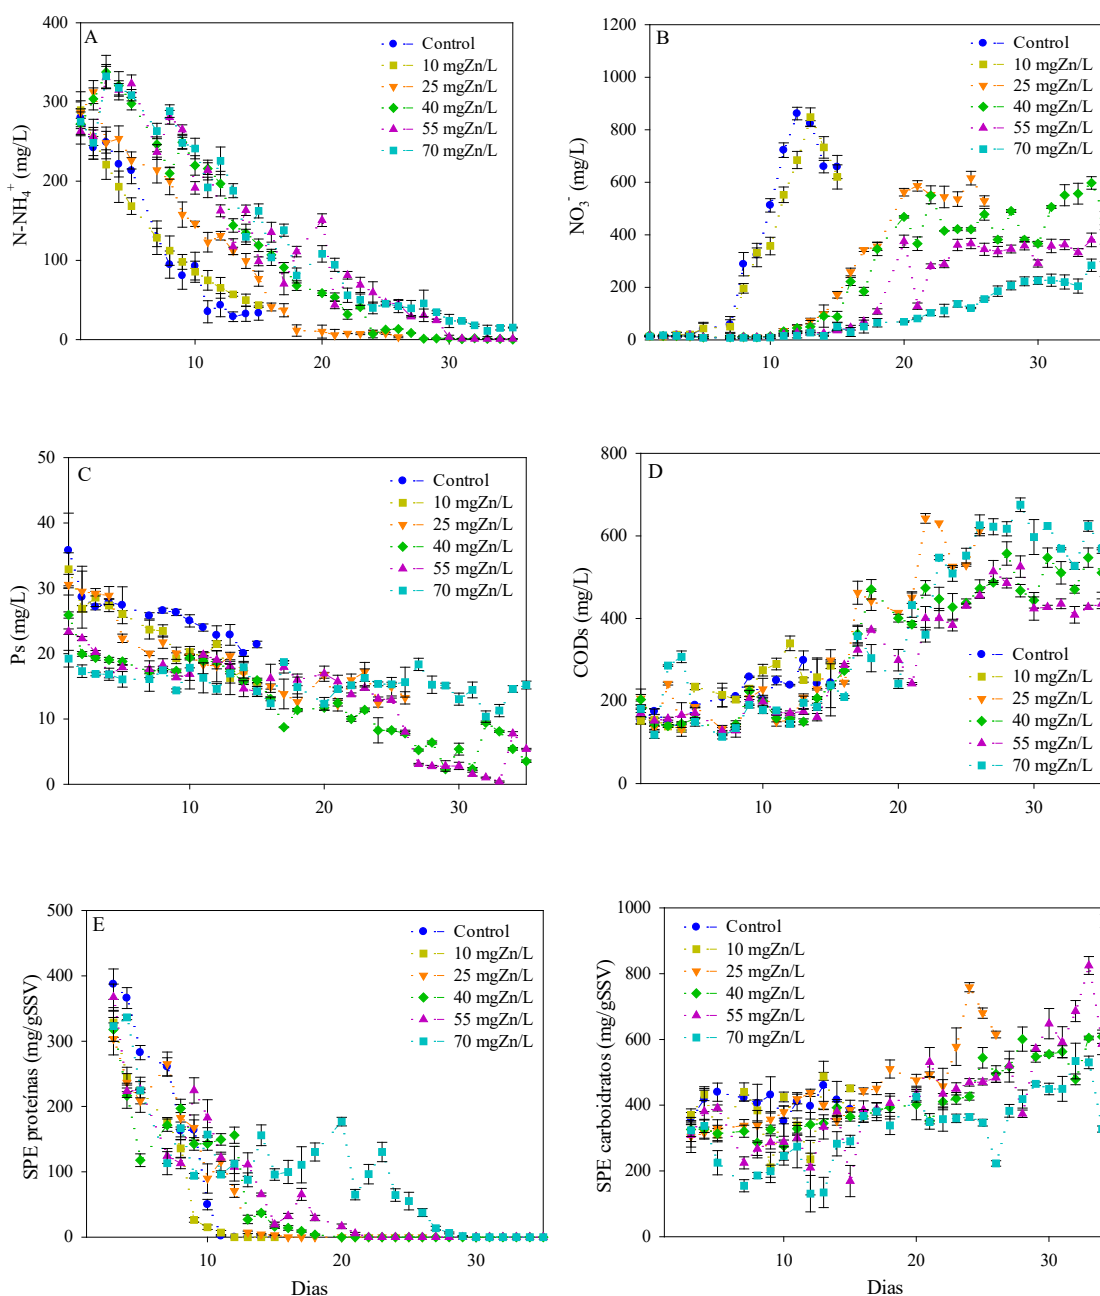 A
N-NH₄⁺ (mg/L)
400
300
200
100
0
10
20
30
Control
10 mgZn/L
25 mgZn/L
40 mgZn/L
55 mgZn/L
70 mgZn/L
B
NO₃⁻ (mg/L)
1200
1000
800
600
400
200
0
10
20
30
Control
10 mgZn/L
25 mgZn/L
40 mgZn/L
55 mgZn/L
70 mgZn/L
C
Ps (mg/L)
50
40
30
20
10
0
10
20
30
Control
10 mgZn/L
25 mgZn/L
40 mgZn/L
55 mgZn/L
70 mgZn/L
D
CODs (mg/L)
800
600
400
200
0
10
20
30
Control
10 mgZn/L
25 mgZn/L
40 mgZn/L
55 mgZn/L
70 mgZn/L
E
SPE proteínas (mg/gSSV)
500
400
300
200
100
0
10
20
30
Dias
Control
10 mgZn/L
25 mgZn/L
40 mgZn/L
55 mgZn/L
70 mgZn/L
SPE carboidratos (mg/gSSV)
1000
800
600
400
200
0
10
20
30
Dias
Control
10 mgZn/L
25 mgZn/L
40 mgZn/L
55 mgZn/L
70 mgZn/L